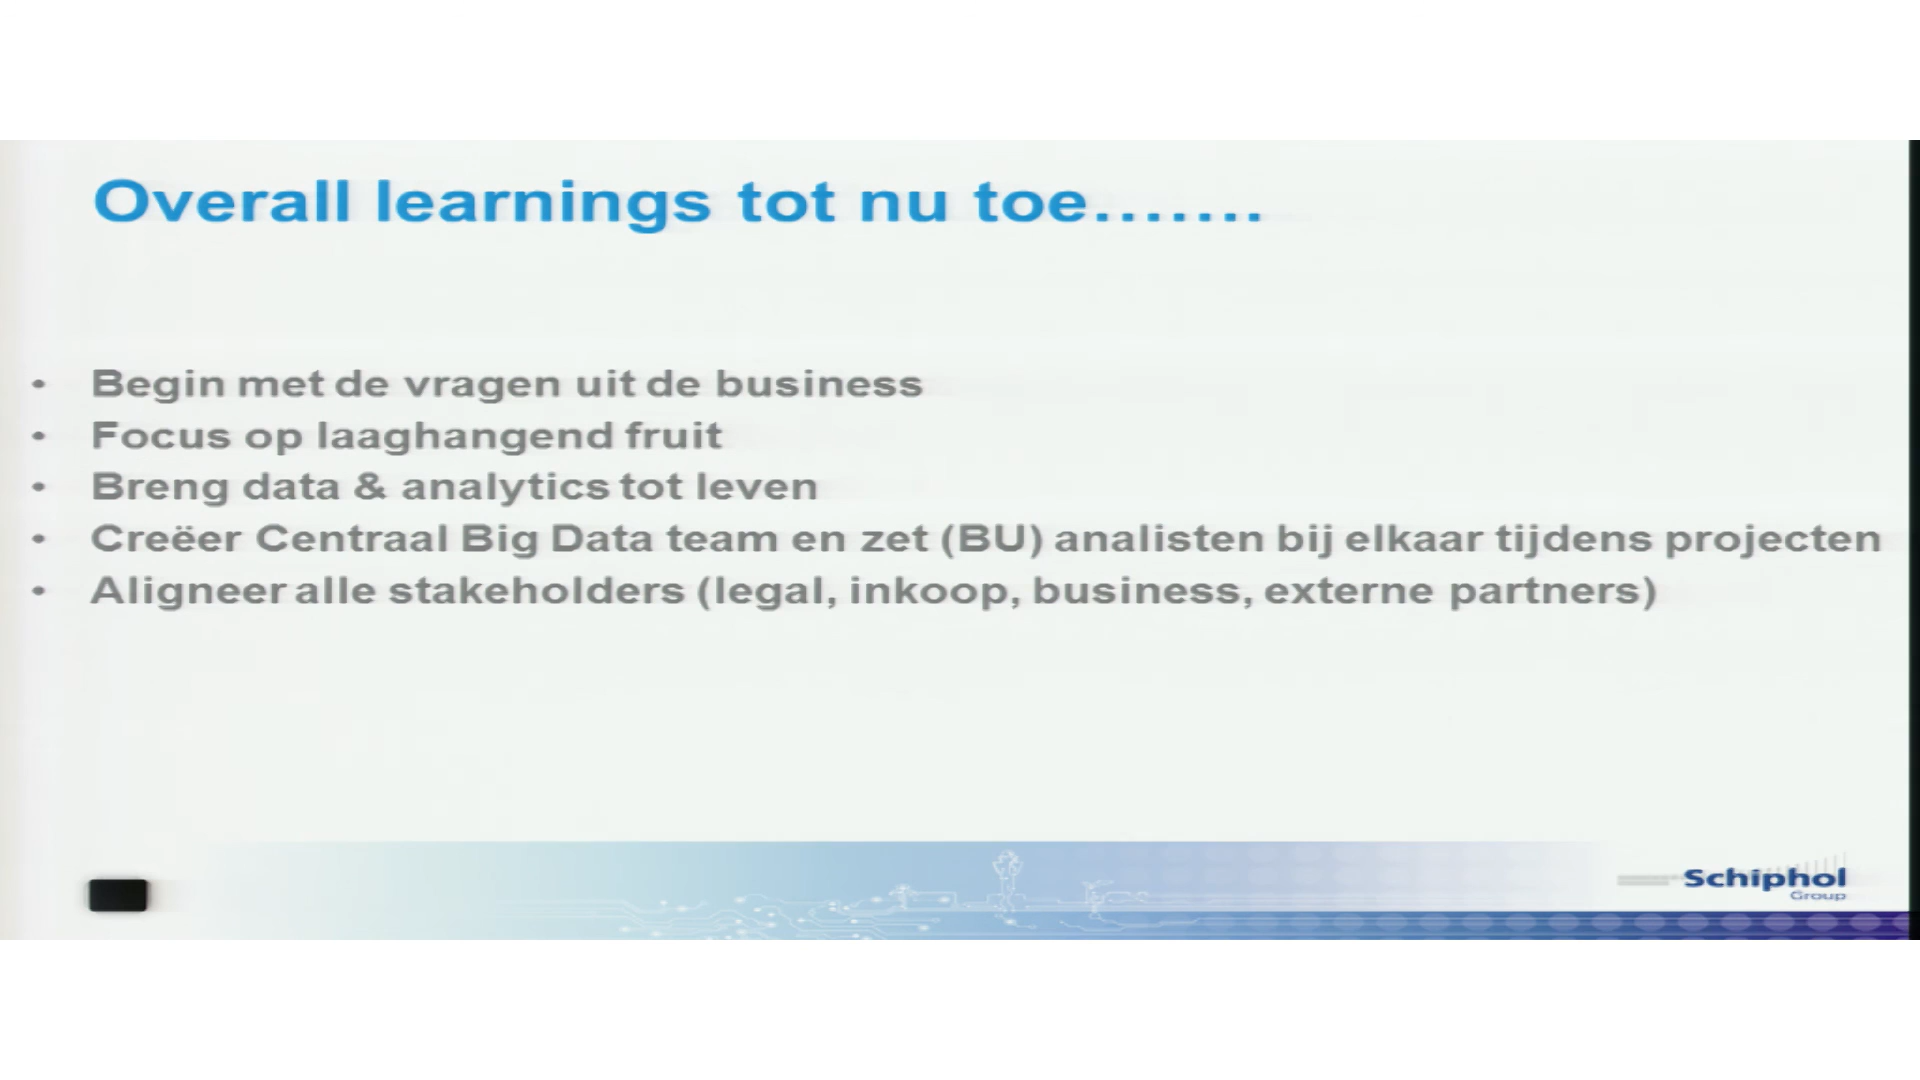 Overall learnings tot nu toe.......
• Begin met de vragen uit de business
• Focus op laaghangend fruit
• Breng data & analytics tot leven
• Creëer Centraal Big Data team en zet (BU) analisten bij elkaar tijdens projecten
• Aligneer alle stakeholders (legal, inkoop, business, externe partners)
Schiphol
Group